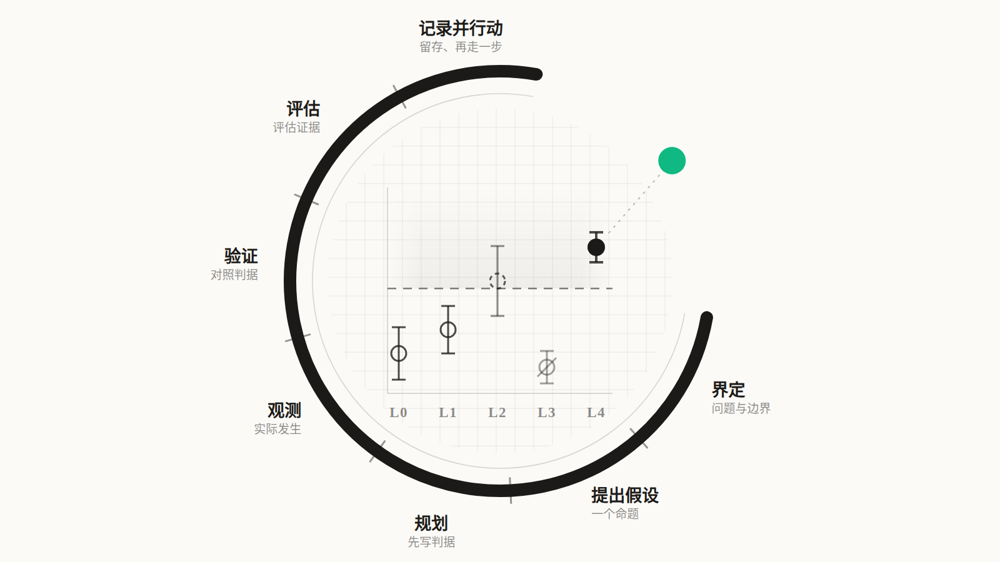 记录并行动
留存、再走一步
评估
评估证据
验证
对照判据
观测
实际发生
规划
先写判据
提出假设
一个命题
界定
问题与边界
L0 L1 L2 L3 L4